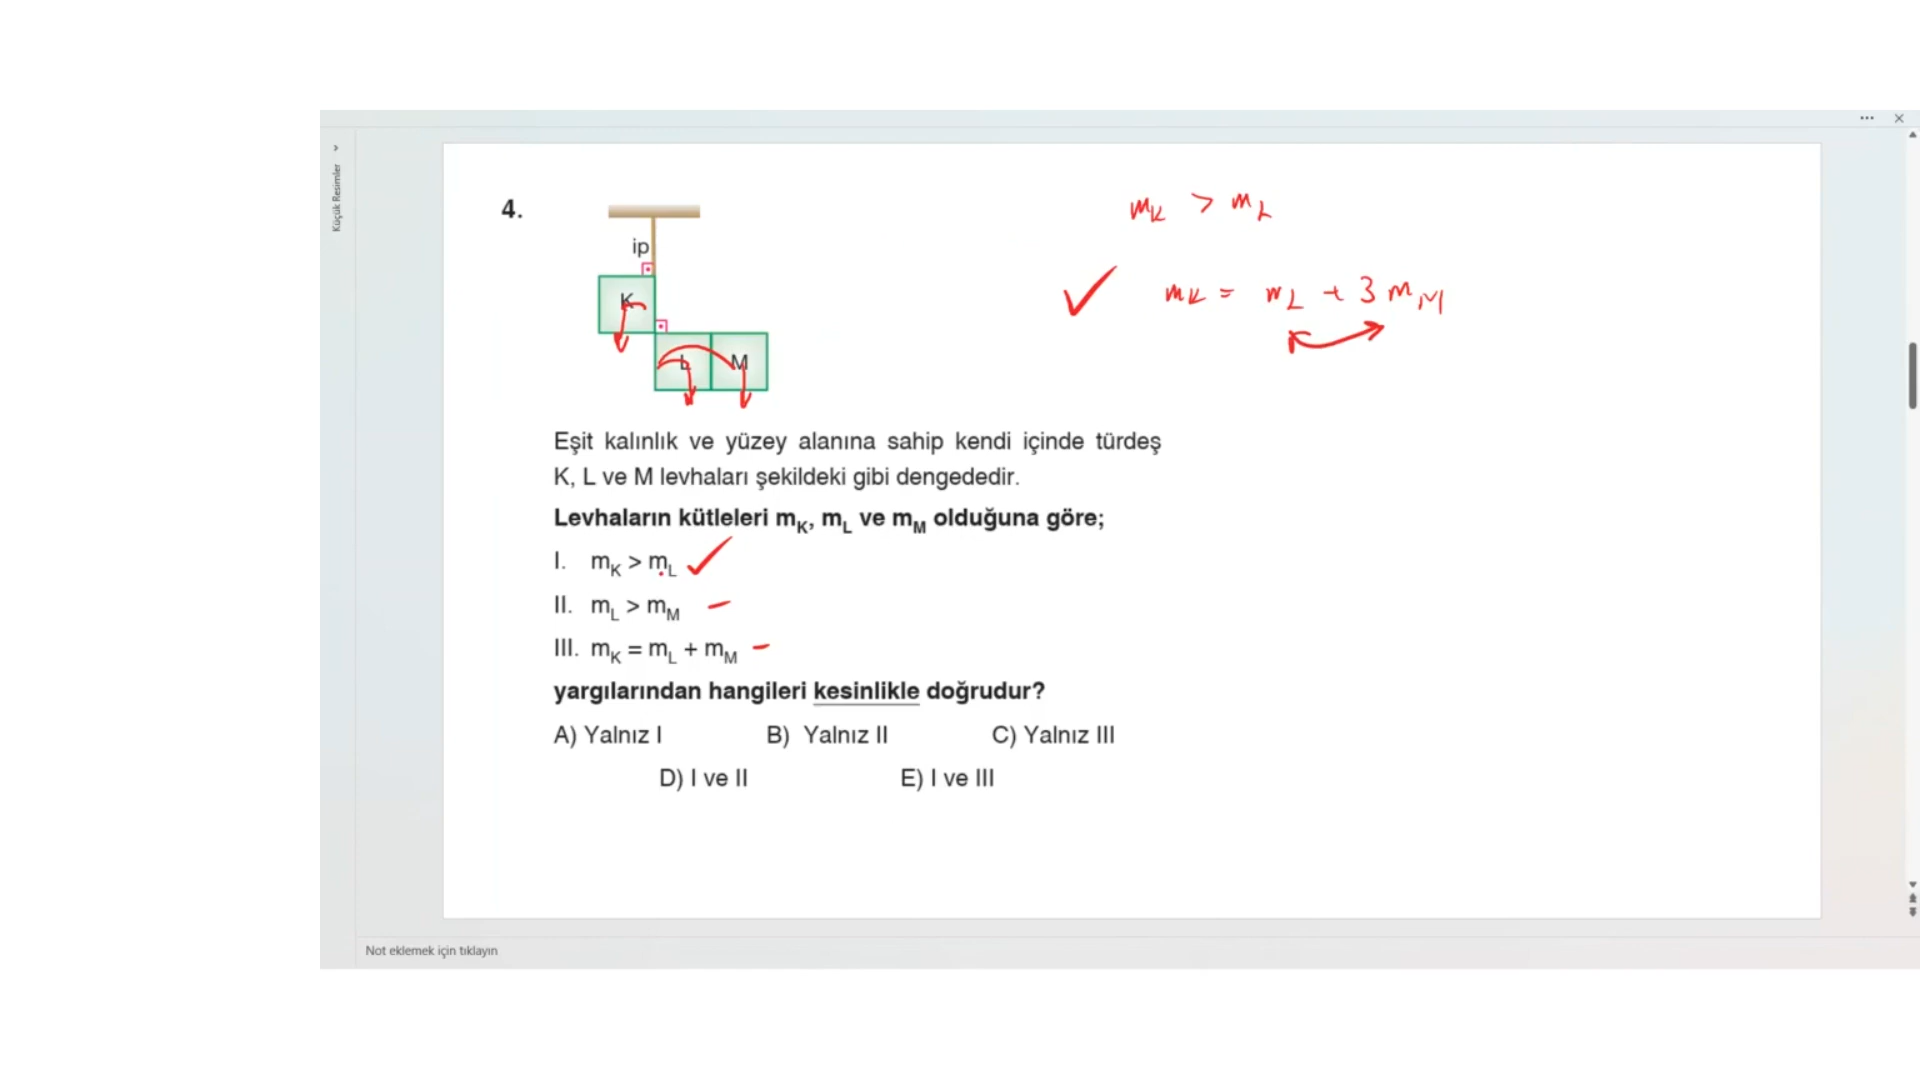 Küçük Resimler
4.
ip
K
L M
m_K > m_L
m_K = m_L + 3 m_M
Eşit kalınlık ve yüzey alanına sahip kendi içinde türdeş
K, L ve M levhaları şekildeki gibi dengededir.
Levhaların kütleleri m_K, m_L ve m_M olduğuna göre;
I. m_K > m_L
II. m_L > m_M
III. m_K = m_L + m_M
yargılarından hangileri kesinlikle doğrudur?
A) Yalnız I B) Yalnız II C) Yalnız III
D) I ve II E) I ve III
Not eklemek için tıklayın